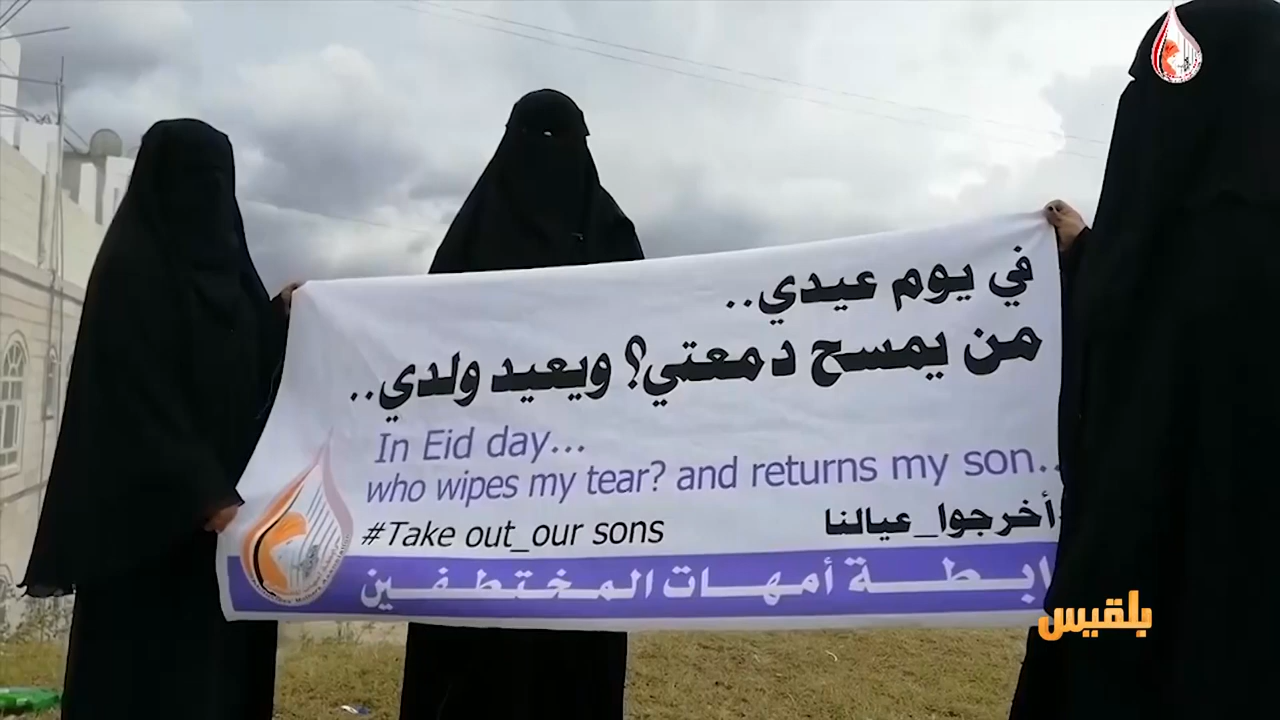 في يوم عيدي..
من يمسح دمعتي؟ ويعيد ولدي..
In Eid day...
who wipes my tear? and returns my son..
#Take out_our sons
أخرجوا_عيالنا
ابطة أمهات المختطفين
بلقيس